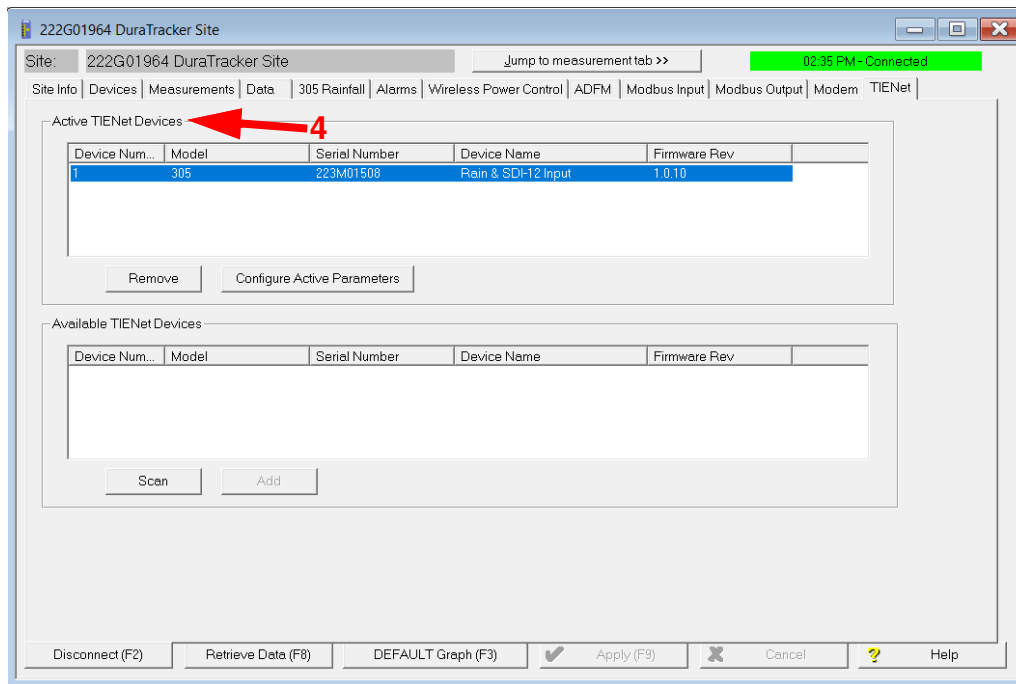 222G01964 DuraTracker Site
Site: 222G01964 DuraTracker Site Jump to measurement tab >> 02:35 PM - Connected
Site Info Devices Measurements Data 305 Rainfall Alarms Wireless Power Control ADFM Modbus Input Modbus Output Modem TIENet
Active TIENet Devices 4
Device Num... Model Serial Number Device Name Firmware Rev
1 305 223M01508 Rain & SDI-12 Input 1.0.10
Remove Configure Active Parameters
Available TIENet Devices
Device Num... Model Serial Number Device Name Firmware Rev
Scan Add
Disconnect (F2) Retrieve Data (F8) DEFAULT Graph (F3) Apply (F9) Cancel ? Help